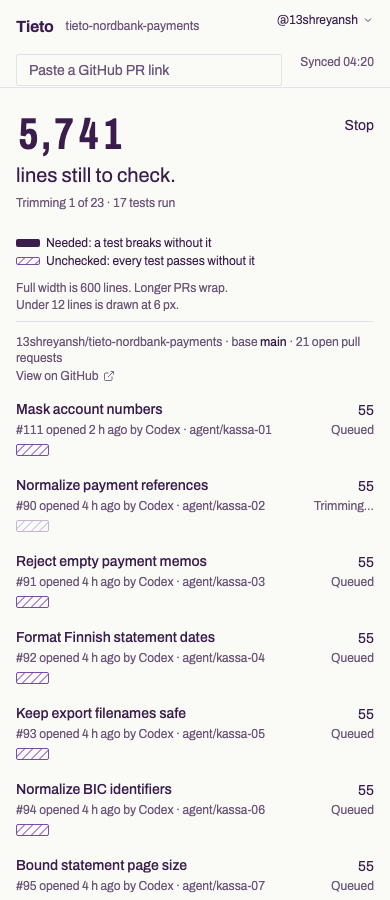 Tieto tieto-nordbank-payments @13shreyansh
Paste a GitHub PR link Synced 04:20
5,741 Stop
lines still to check.
Trimming 1 of 23 · 17 tests run
Needed: a test breaks without it
Unchecked: every test passes without it
Full width is 600 lines. Longer PRs wrap.
Under 12 lines is drawn at 6 px.
13shreyansh/tieto-nordbank-payments · base main · 21 open pull
requests
View on GitHub
Mask account numbers 55
#111 opened 2 h ago by Codex · agent/kassa-01 Queued
Normalize payment references 55
#90 opened 4 h ago by Codex · agent/kassa-02 Trimming...
Reject empty payment memos 55
#91 opened 4 h ago by Codex · agent/kassa-03 Queued
Format Finnish statement dates 55
#92 opened 4 h ago by Codex · agent/kassa-04 Queued
Keep export filenames safe 55
#93 opened 4 h ago by Codex · agent/kassa-05 Queued
Normalize BIC identifiers 55
#94 opened 4 h ago by Codex · agent/kassa-06 Queued
Bound statement page size 55
#95 opened 4 h ago by Codex · agent/kassa-07 Queued